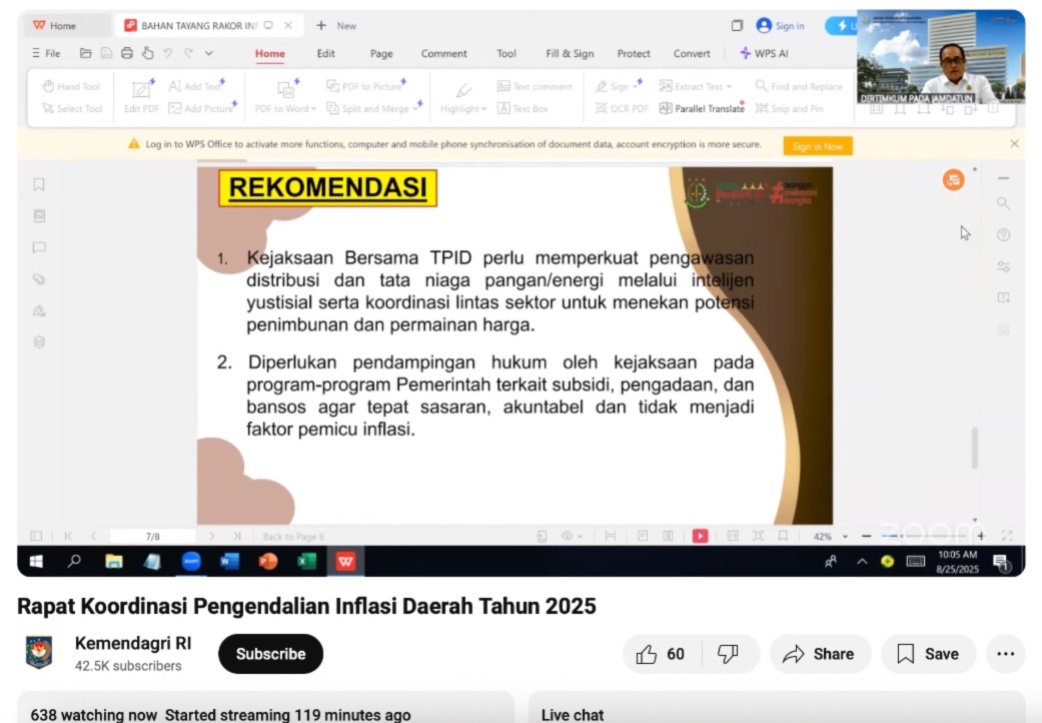 Home
BAHAN TAYANG RAKOR INF
New
Sign in
File
Home
Edit
Page
Comment
Tool
Fill & Sign
Protect
Convert
WPS AI
Hand Tool
Select Tool
Edit PDF
Add Text
Add Picture
PDF to Word
PDF to Picture
Split and Merge
Highlight
Text comment
Text Box
Sign
OCR PDF
Extract Text
Parallel Translate
Find and Replace
Snip and Pin
DIRTIMKUM PADA JAMDATUN
Log in to WPS Office to activate more functions, computer and mobile phone synchronisation of document data, account encryption is more secure.
Sign in Now
REKOMENDASI
1. Kejaksaan Bersama TPID perlu memperkuat pengawasan
distribusi dan tata niaga pangan/energi melalui intelijen
yustisial serta koordinasi lintas sektor untuk menekan potensi
penimbunan dan permainan harga.
2. Diperlukan pendampingan hukum oleh kejaksaan pada
program-program Pemerintah terkait subsidi, pengadaan, dan
bansos agar tepat sasaran, akuntabel dan tidak menjadi
faktor pemicu inflasi.
7/8
Back to Page 6
42%
zoom
10:05 AM
8/25/2025
1
Rapat Koordinasi Pengendalian Inflasi Daerah Tahun 2025
Kemendagri RI
42.5K subscribers
Subscribe
60
Share
Save
638 watching now Started streaming 119 minutes ago
Live chat